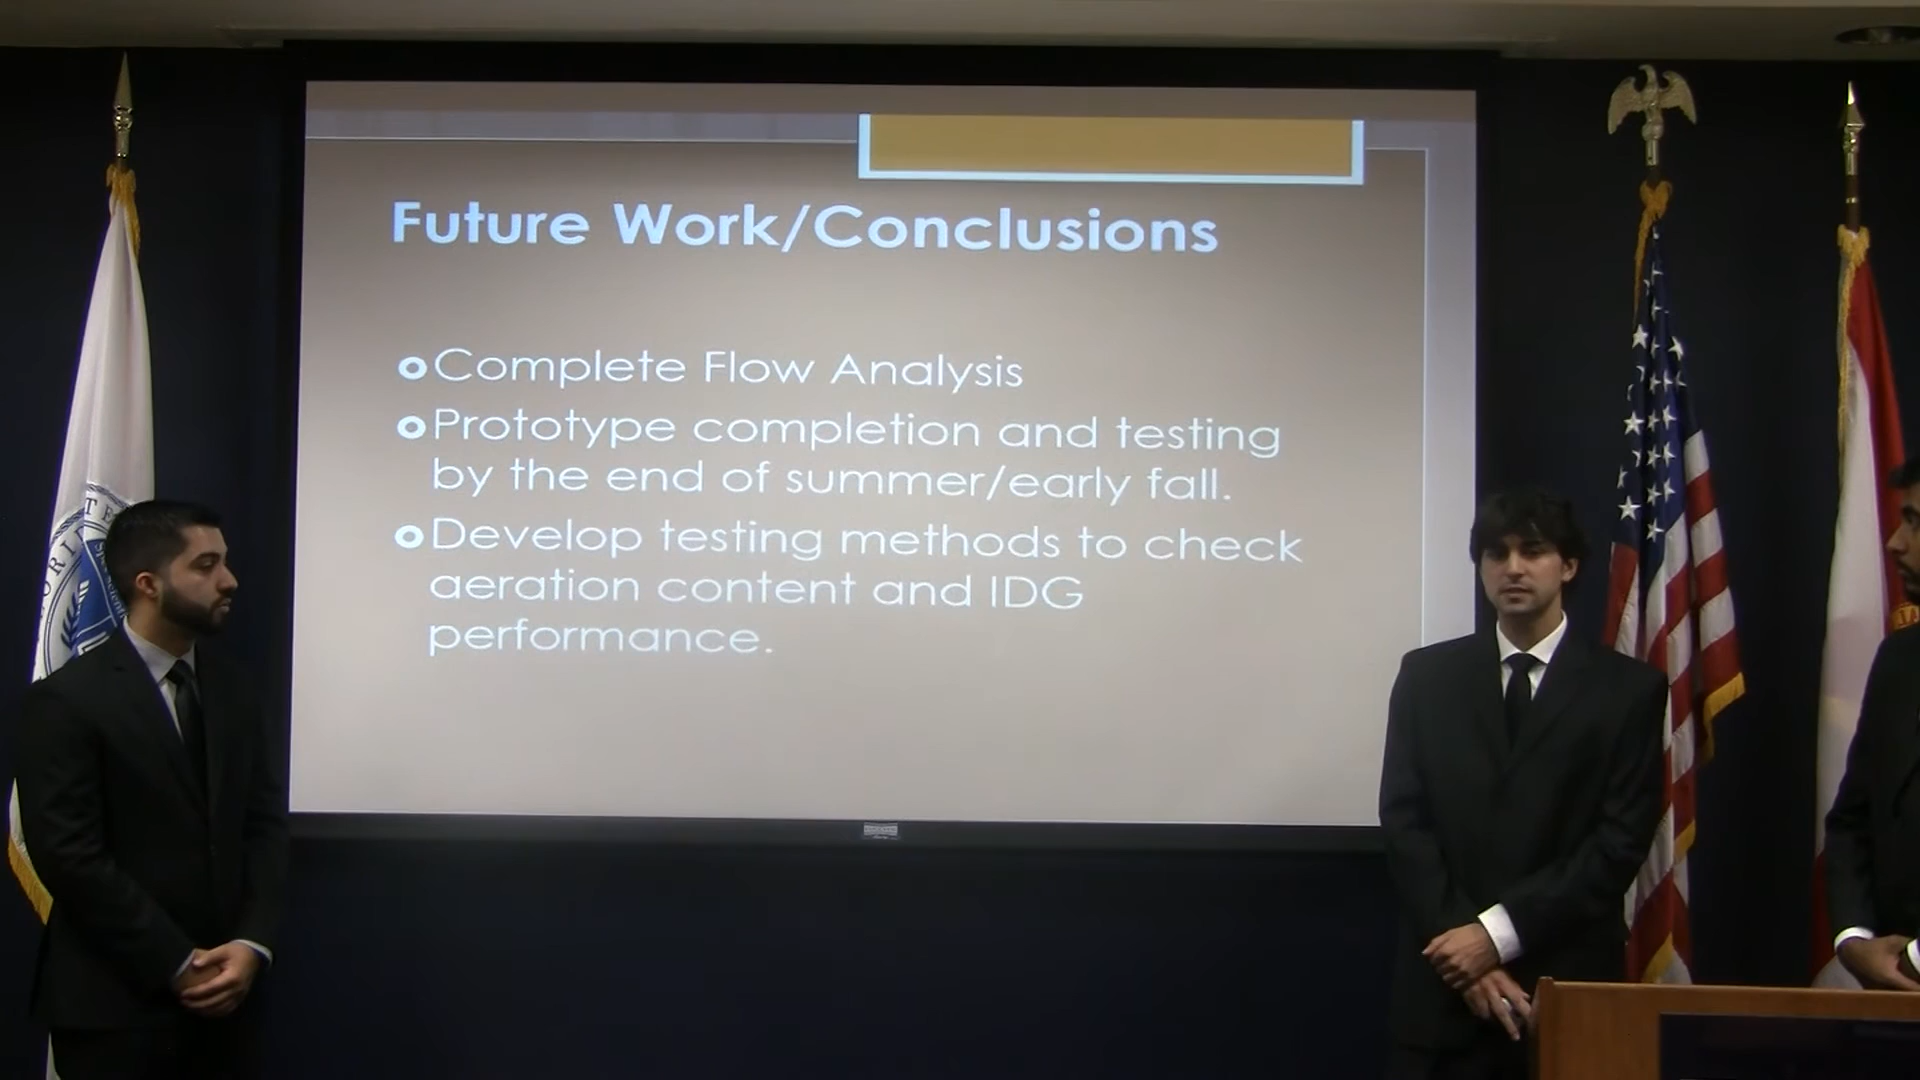 Future Work/Conclusions
Complete Flow Analysis
Prototype completion and testing
by the end of summer/early fall.
Develop testing methods to check
aeration content and IDG
performance.